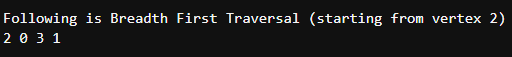 Following is Breadth First Traversal (starting from vertex 2)
2 0 3 1